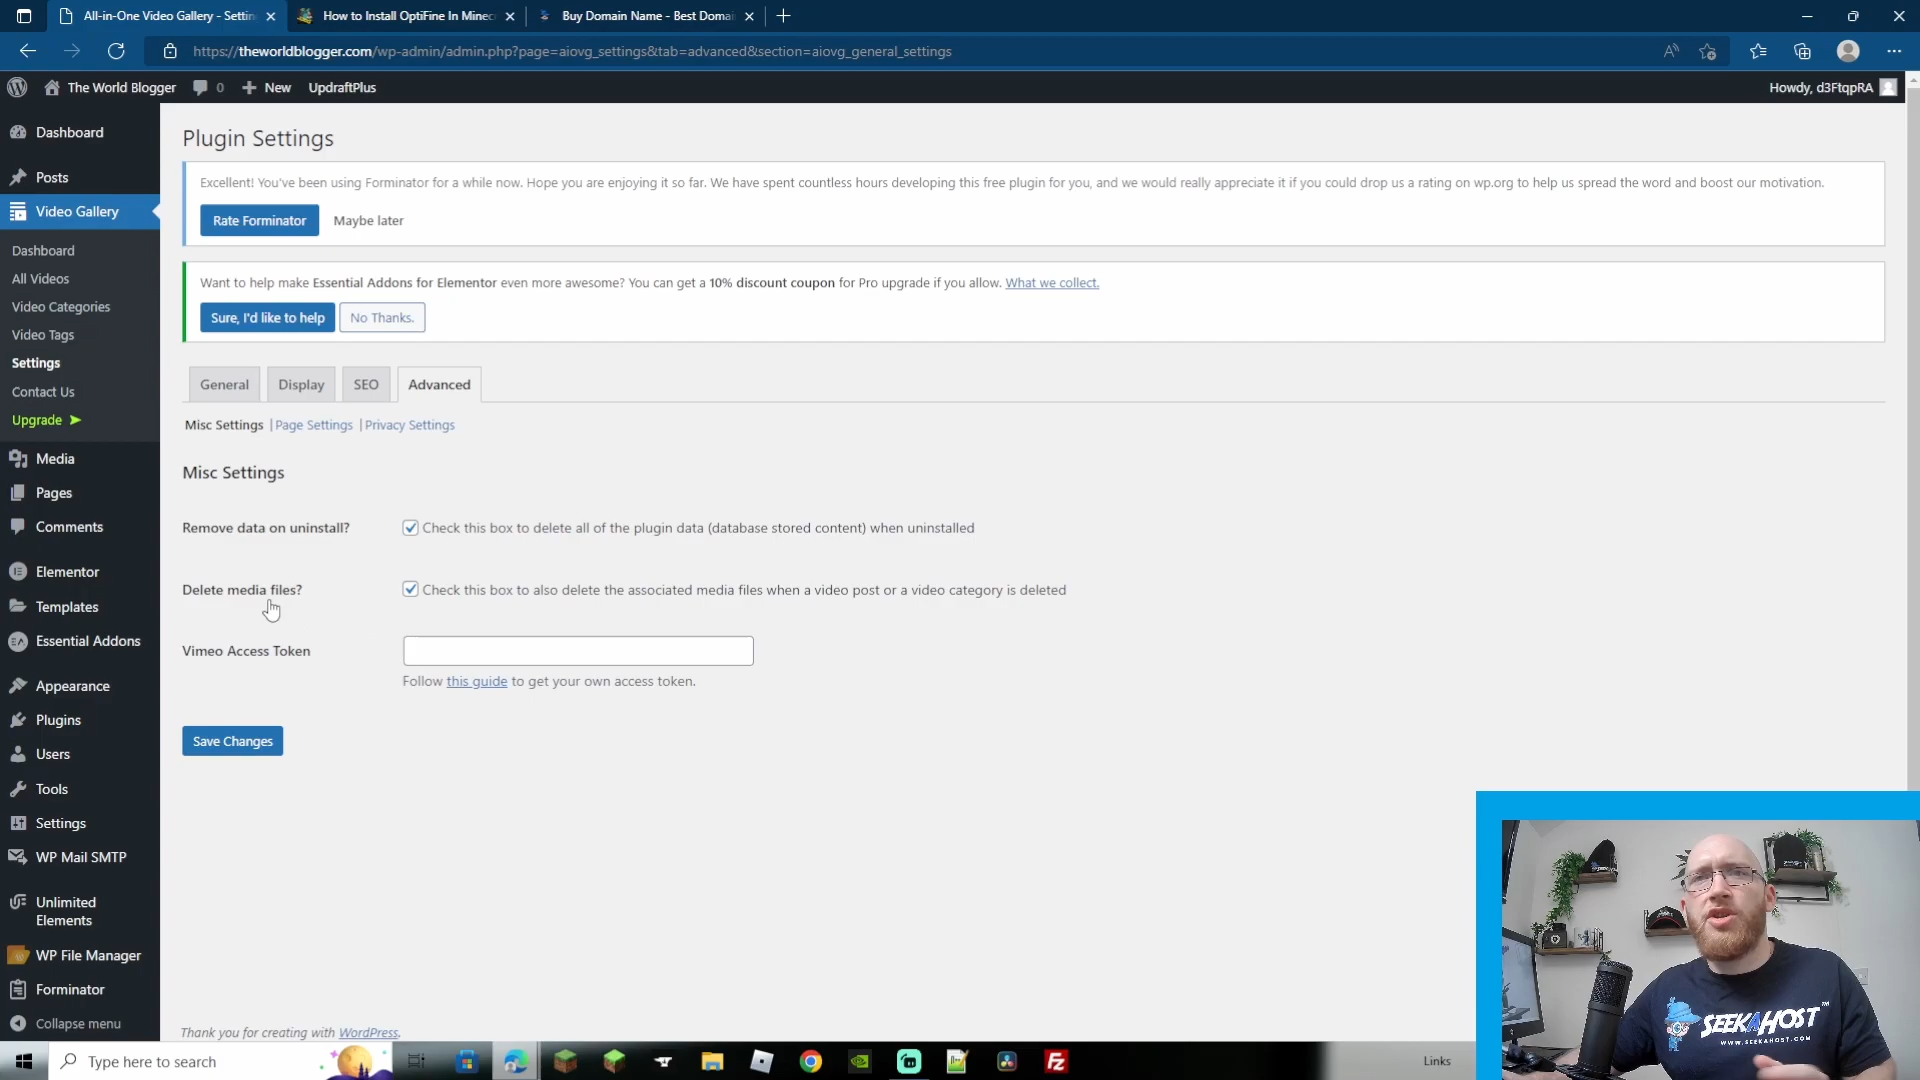 All-in-One Video Gallery - Settin
How to Install OptiFine In Minec
Buy Domain Name - Best Domai
https://theworldblogger.com/wp-admin/admin.php?page=aiovg_settings&tab=advanced&section=aiovg_general_settings
The World Blogger
0
New
UpdraftPlus
Howdy, d3FtqpRA
Dashboard
Posts
Video Gallery
Dashboard
All Videos
Video Categories
Video Tags
Settings
Contact Us
Upgrade
Media
Pages
Comments
Elementor
Templates
Essential Addons
Appearance
Plugins
Users
Tools
Settings
WP Mail SMTP
Unlimited
Elements
WP File Manager
Forminator
Collapse menu
Plugin Settings
Excellent! You've been using Forminator for a while now. Hope you are enjoying it so far. We have spent countless hours developing this free plugin for you, and we would really appreciate it if you could drop us a rating on wp.org to help us spread the word and boost our motivation.
Rate Forminator
Maybe later
Want to help make Essential Addons for Elementor even more awesome? You can get a 10% discount coupon for Pro upgrade if you allow. What we collect.
Sure, I'd like to help
No Thanks.
General
Display
SEO
Advanced
Misc Settings | Page Settings | Privacy Settings
Misc Settings
Remove data on uninstall?
Check this box to delete all of the plugin data (database stored content) when uninstalled
Delete media files?
Check this box to also delete the associated media files when a video post or a video category is deleted
Vimeo Access Token
Follow this guide to get your own access token.
Save Changes
Thank you for creating with WordPress.
SEEKAHOST™
WWW.SEEKAHOST.COM
Type here to search
Links